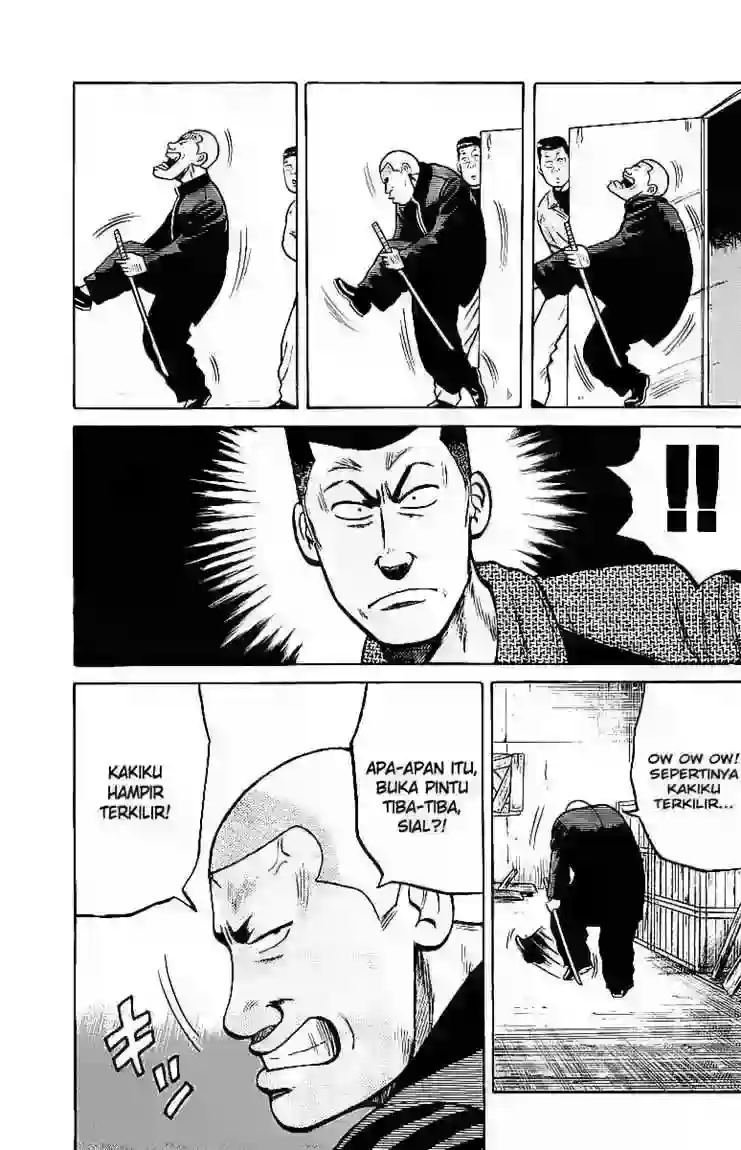 !!
OW OW OW!
SEPERTINYA
KAKIKU
TERKILIR...
APA-APAN ITU,
BUKA PINTU
TIBA-TIBA,
SIAL?!
KAKIKU
HAMPIR
TERKILIR!
ギッ